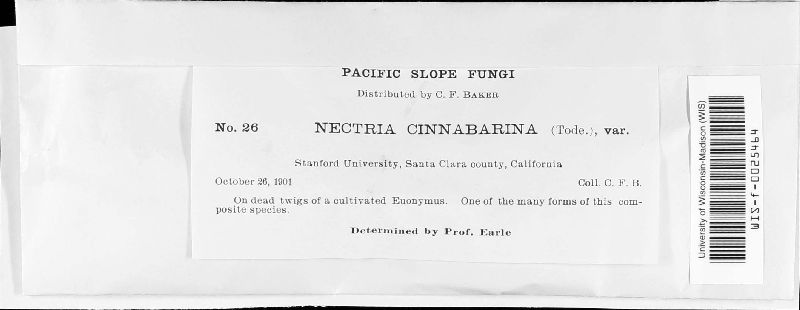 PACIFIC SLOPE FUNGI
Distributed by C. F. BAKER
No. 26 NECTRIA CINNABARINA (Tode.), var.
Stanford University, Santa Clara county, California
October 26, 1901 Coll. C. F. B.
On dead twigs of a cultivated Euonymus. One of the many forms of this com-
posite species.
Determined by Prof. Earle
University of Wisconsin-Madison (WIS)
WIS-f-0025464